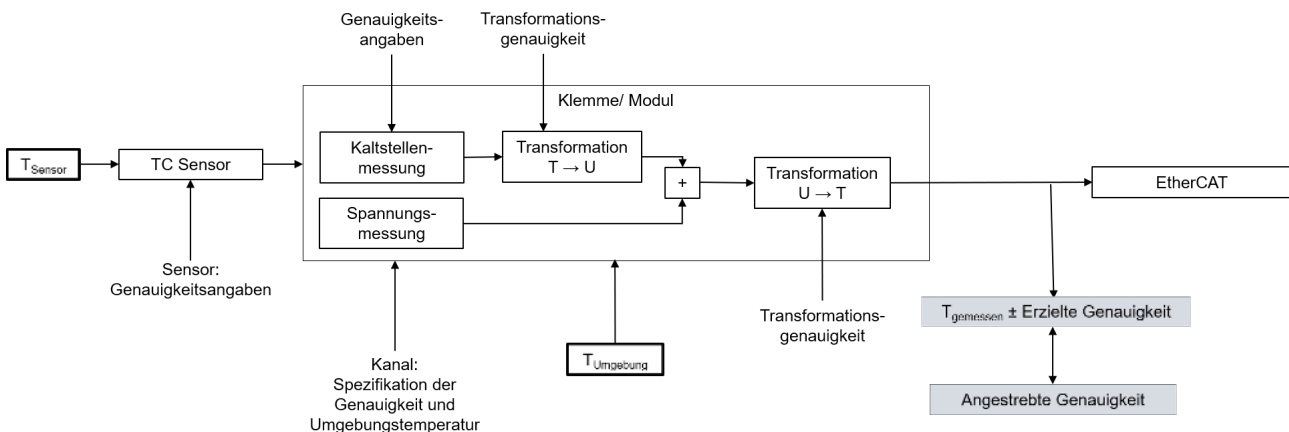 Genauigkeits-
angaben
Transformations-
genauigkeit
Klemme/ Modul
T_Sensor
TC Sensor
Kaltstellen-
messung
Transformation
T → U
+
Transformation
U → T
EtherCAT
Spannungs-
messung
Sensor:
Genauigkeitsangaben
Kanal:
Spezifikation der
Genauigkeit und
Umgebungstemperatur
T_Umgebung
Transformations-
genauigkeit
T_gemessen ± Erzielte Genauigkeit
Angestrebte Genauigkeit